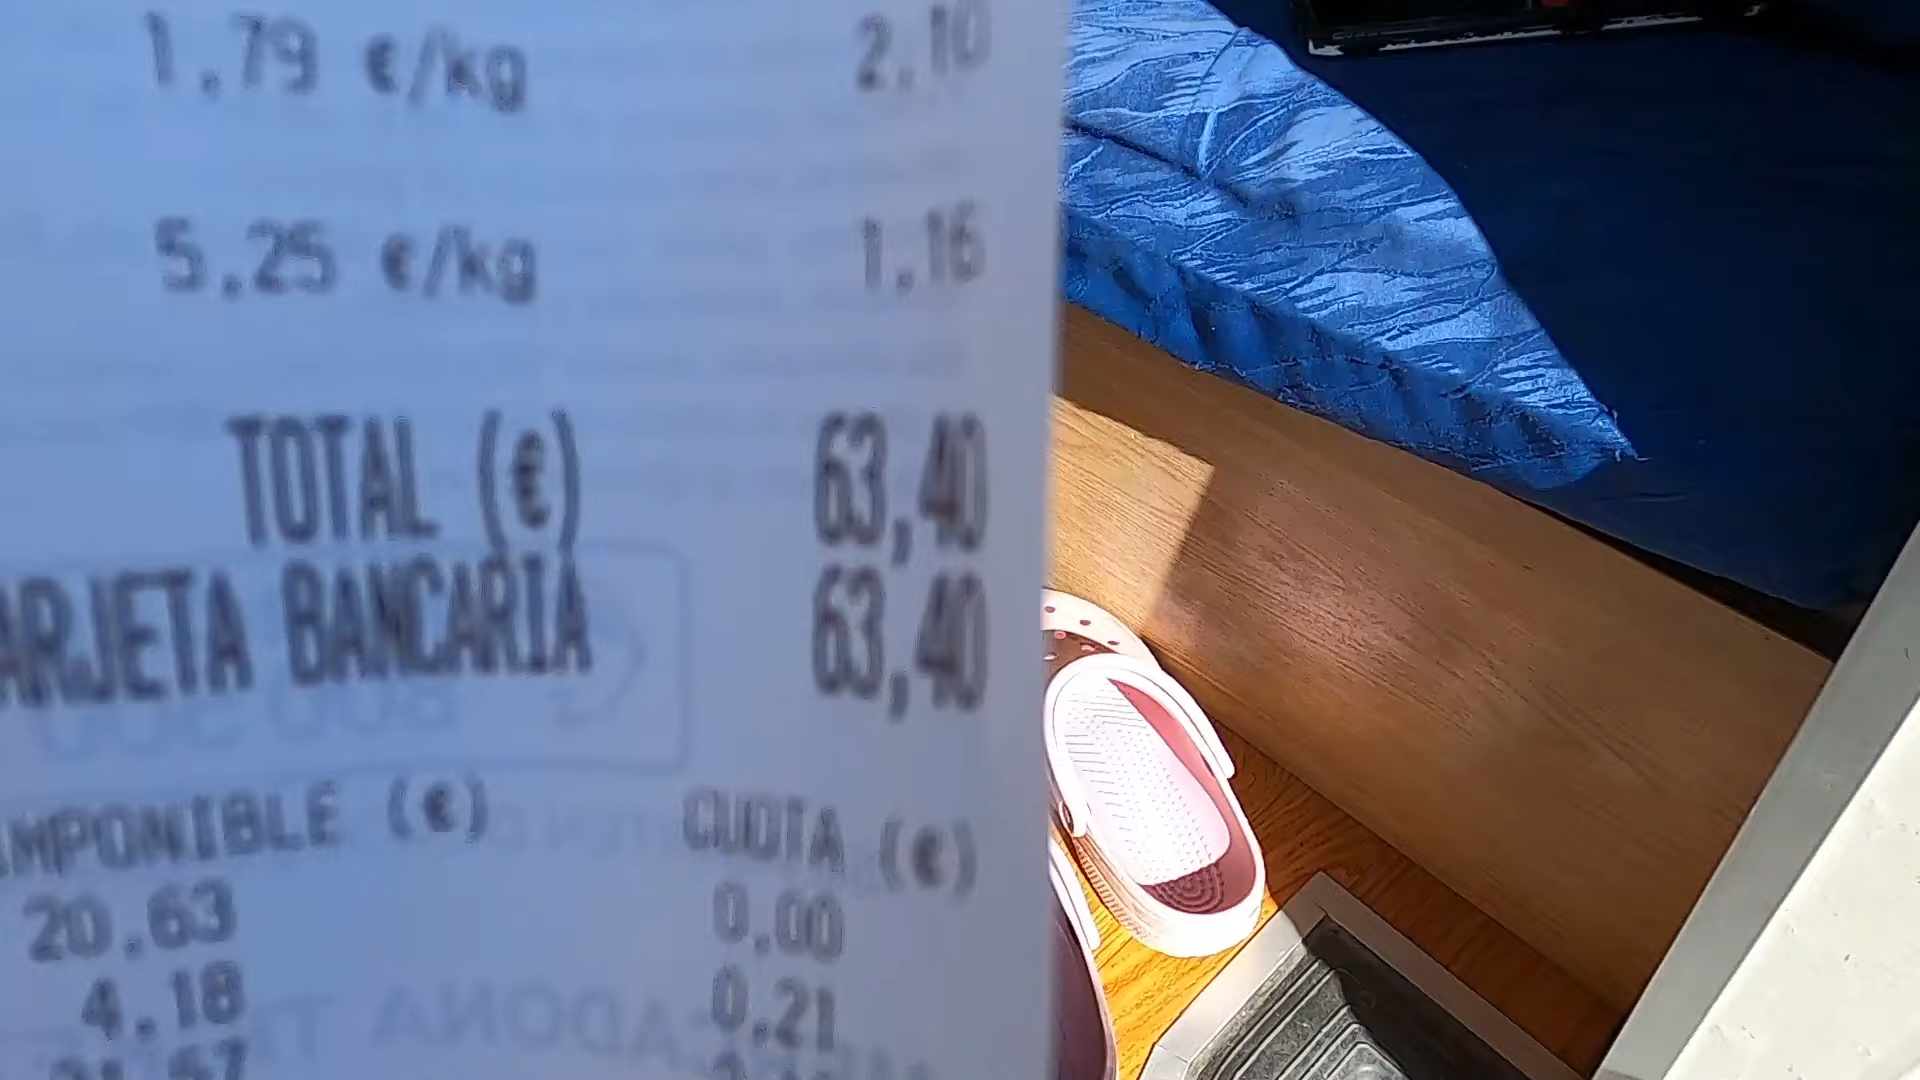 1,79 €/kg 2,10
5,25 €/kg 1,16
TOTAL (€) 63,40
ARJETA BANCARIA 63,40
IMPONIBLE (€) CUOTA (€)
20.63 0,00
4.18 0,21